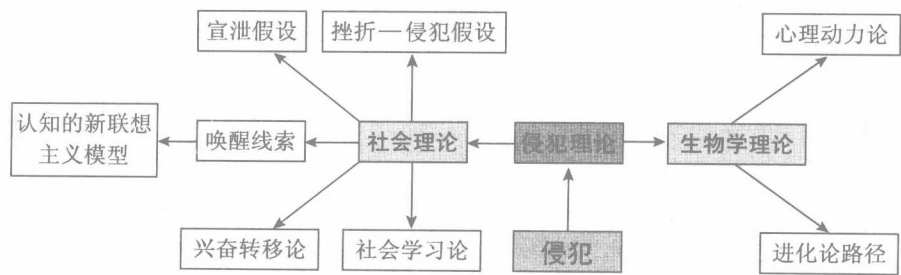 宣泄假设
挫折—侵犯假设
心理动力论
认知的新联想
主义模型
唤醒线索
社会理论
侵犯理论
生物学理论
兴奋转移论
社会学习论
侵犯
进化论路径